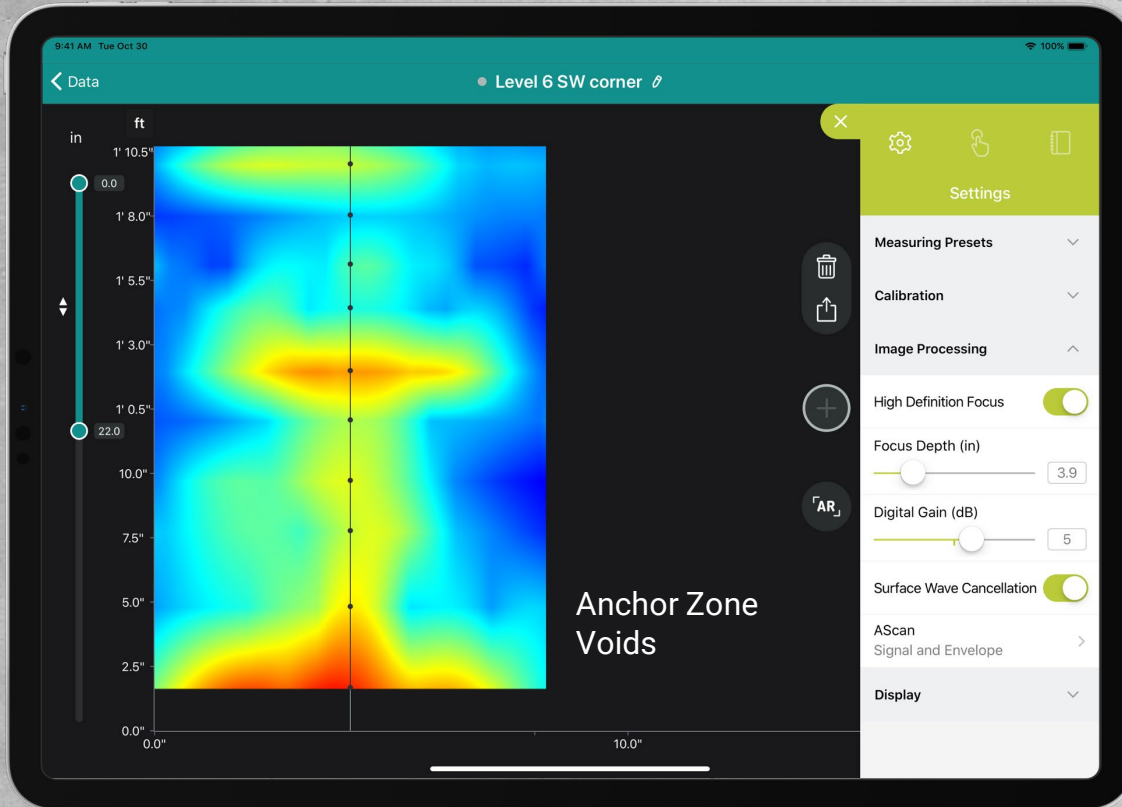 9:41 AM Tue Oct 30
100%
Data
Level 6 SW corner
in
ft
0.0
22.0
1' 10.5"
1' 8.0"
1' 5.5"
1' 3.0"
1' 0.5"
10.0"
7.5"
5.0"
2.5"
0.0"
0.0"
10.0"
AR
Anchor Zone
Voids
Settings
Measuring Presets
Calibration
Image Processing
High Definition Focus
Focus Depth (in)
3.9
Digital Gain (dB)
5
Surface Wave Cancellation
AScan
Signal and Envelope
Display